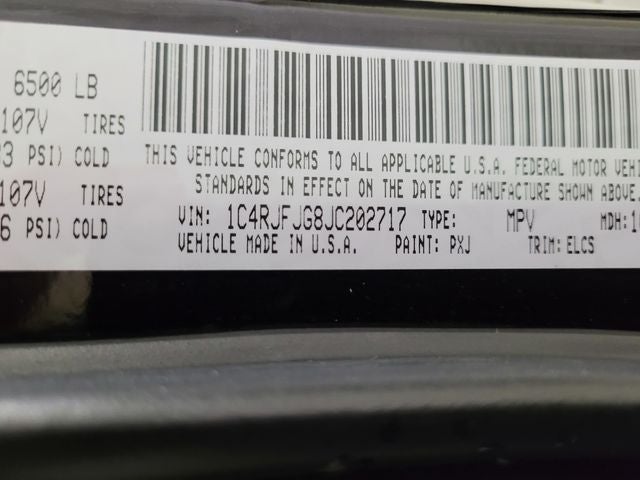 6500 LB
107V TIRES
3 PSI) COLD
107V TIRES
6 PSI) COLD
THIS VEHICLE CONFORMS TO ALL APPLICABLE U.S.A. FEDERAL MOTOR VEHI
STANDARDS IN EFFECT ON THE DATE OF MANUFACTURE SHOWN ABOVE.
VIN: 1C4RJFJG8JC202717 TYPE: MPV MDH:10
VEHICLE MADE IN U.S.A. PAINT: PXJ TRIM: ELCS